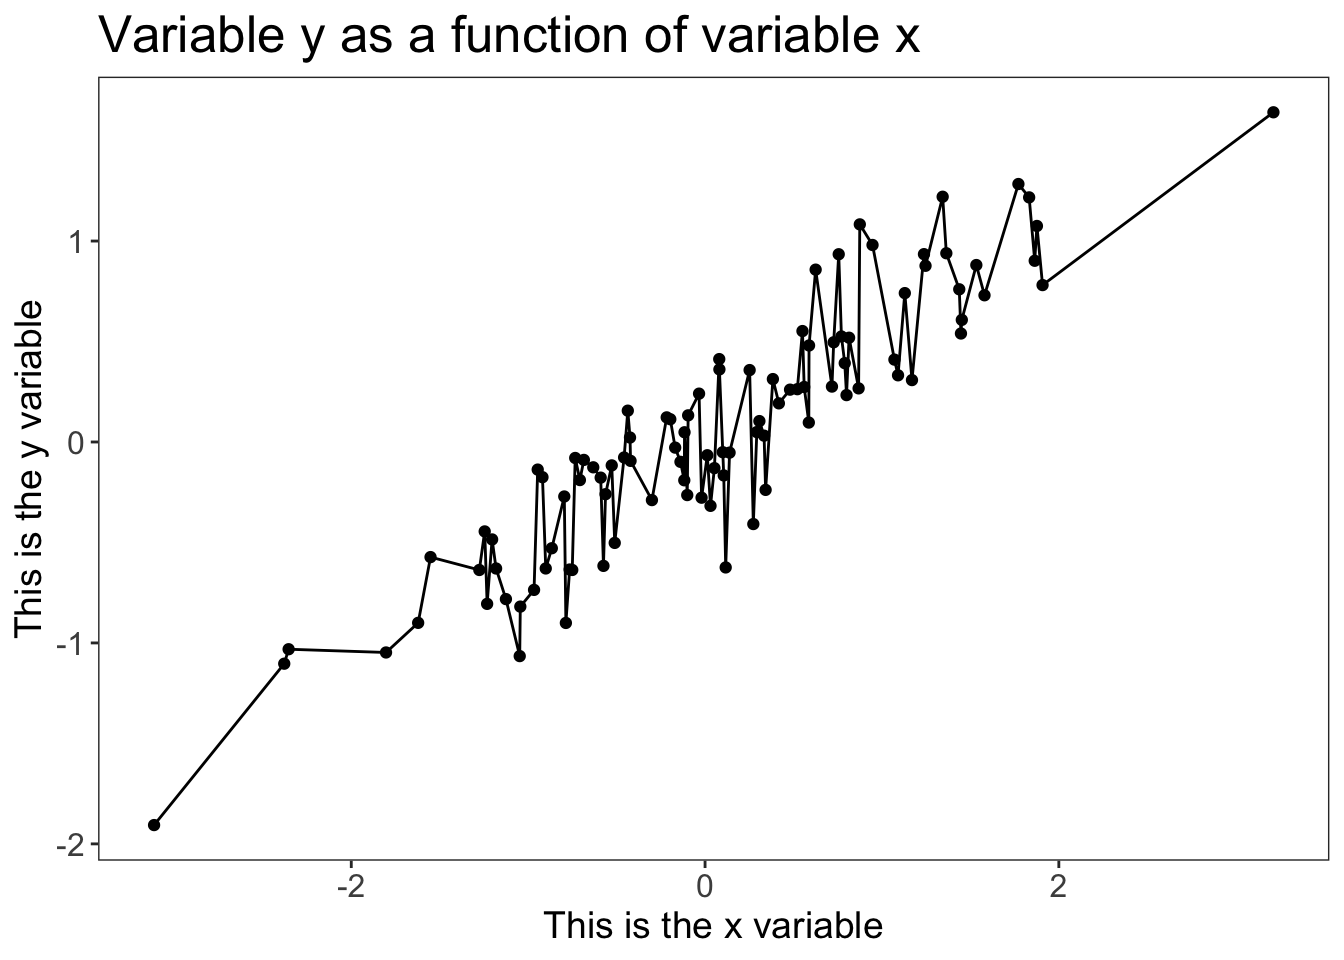 Variable y as a function of variable x
This is the y variable
1
0
-1
-2
-2
0
2
This is the x variable